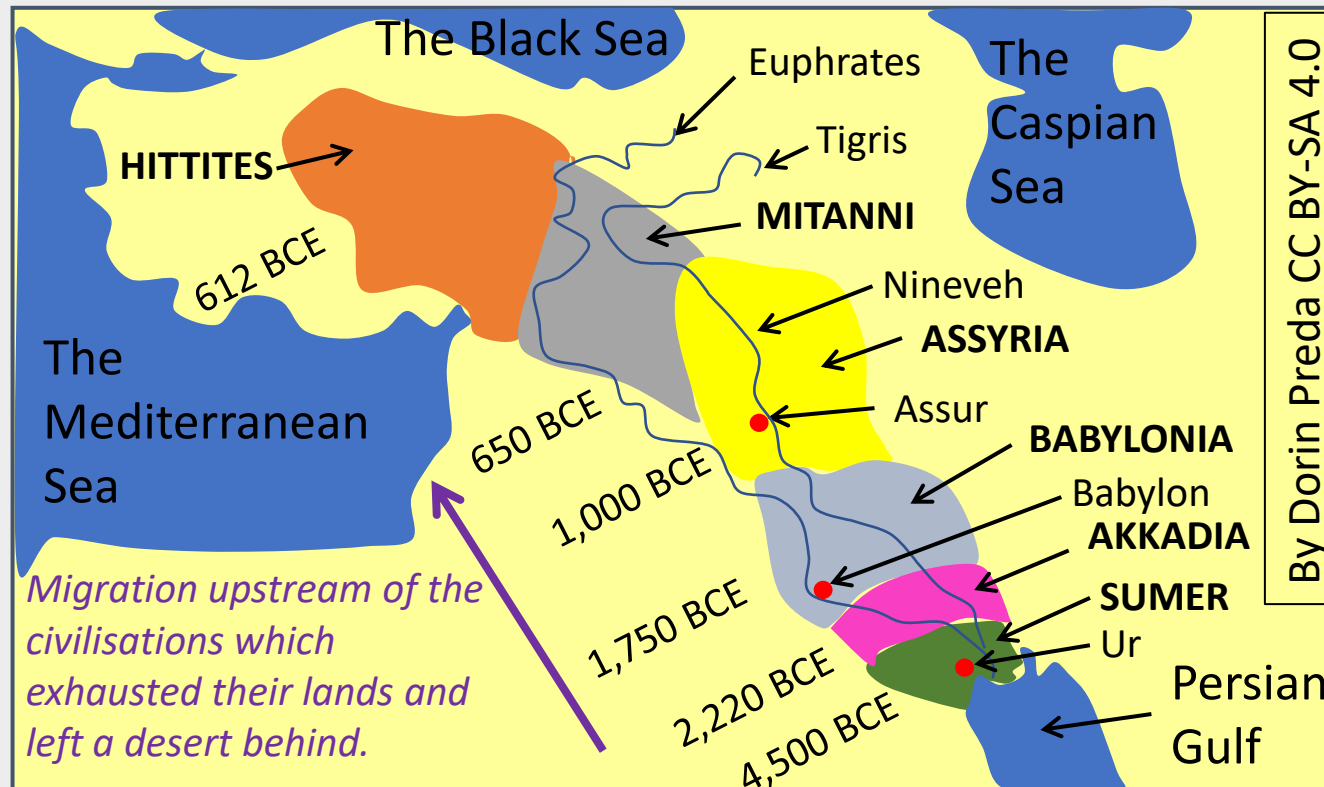 The Black Sea
Euphrates
The
Caspian
Sea
Tigris
HITTITES
MITANNI
612 BCE
Nineveh
ASSYRIA
The
Mediterranean
Sea
650 BCE
Assur
1,000 BCE
BABYLONIA
Babylon
AKKADIA
Migration upstream of the
civilisations which
exhausted their lands and
left a desert behind.
1,750 BCE
SUMER
Ur
2,220 BCE
4,500 BCE
Persian
Gulf
By Dorin Preda CC BY-SA 4.0